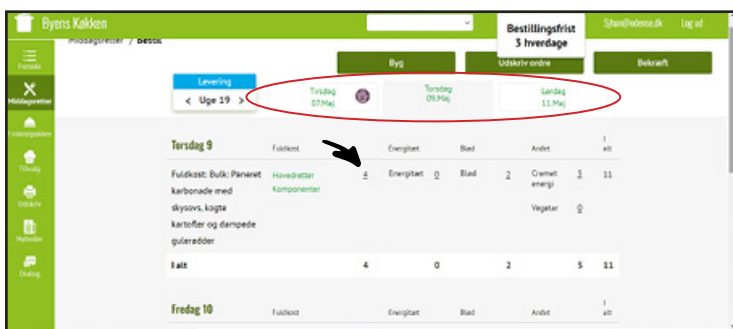 Byens Køkken
Bestillingsfrist
3 hverdage
Sjhan@odense.dk Log ud
Middagsretter / Bestil
Forside
Byg Udskriv ordre Bekræft
Levering
< Uge 19 >
Tirsdag
07.Maj
Torsdag
09.Maj
Lørdag
11.Maj
Middagsretter
Frokostpakker
Tilvalg
Udskriv
Nyheder
Dialog
Torsdag 9 Fuldkost Energitæt Blød Andet I alt
Fuldkost: Bulk: Paneret karbonade med skysovs, kogte kartofler og dampede gulerødder
Hovedretter
Komponenter
4 Energitæt 0 Blød 2 Cremet energi 3 11
Vegetar 0
I alt 4 0 2 5 11
Fredag 10 Fuldkost Energitæt Blød Andet I alt